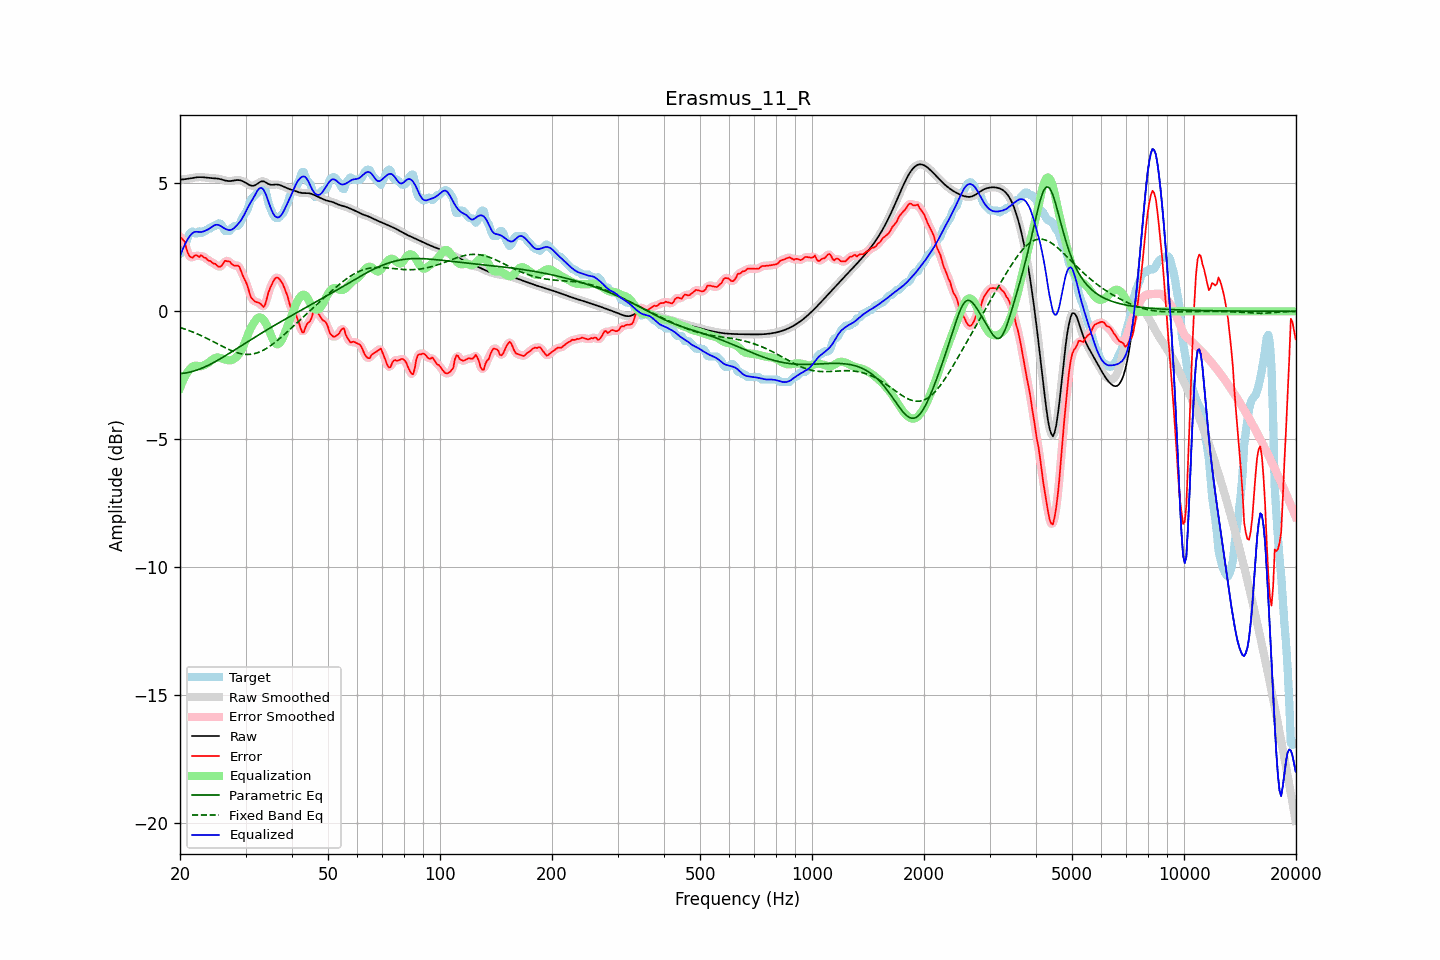 Erasmus_11_R
Amplitude (dBr)
5
0
−5
−10
−15
−20
Target
Raw Smoothed
Error Smoothed
Raw
Error
Equalization
Parametric Eq
Fixed Band Eq
Equalized
20 50 100 200 500 1000 2000 5000 10000 20000
Frequency (Hz)